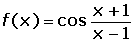 f(x) = cos (x+1)/(x−1)